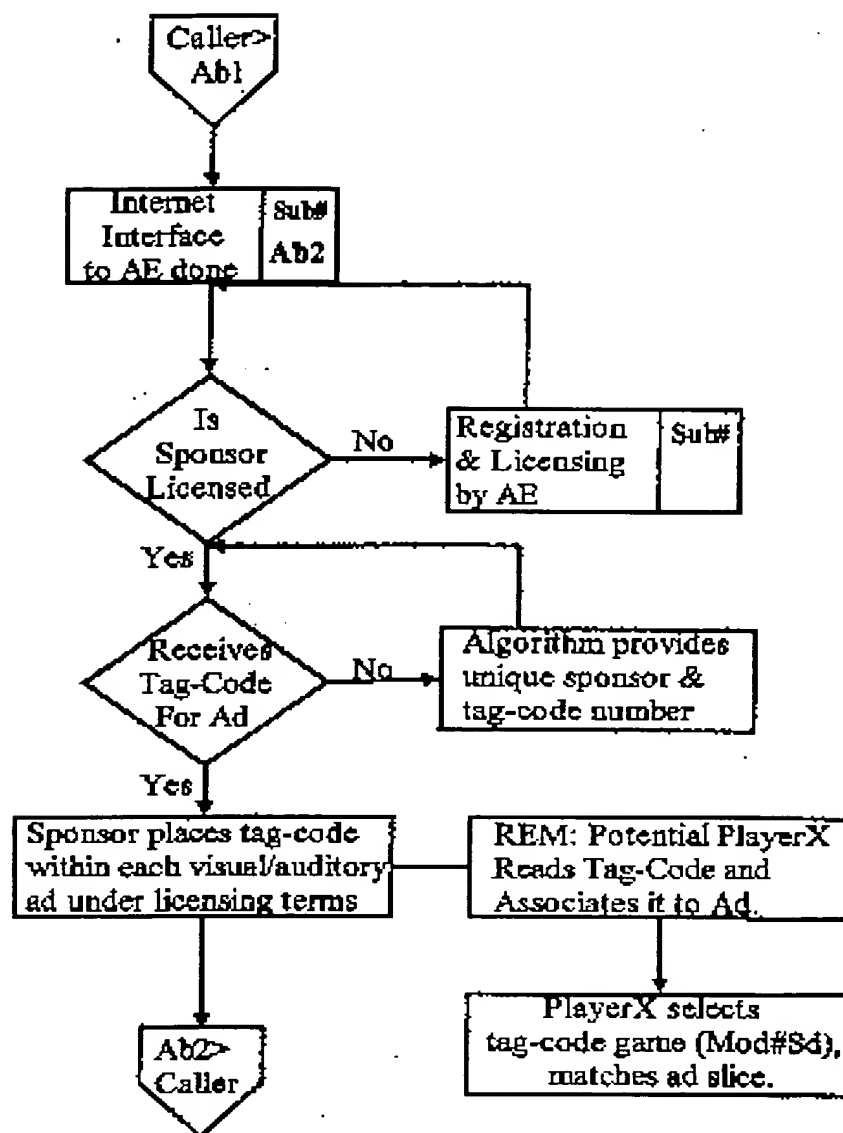 Caller>
Ab1
Internet
Interface
to AE done
Sub#
Ab2
Is
Sponsor
Licensed
No
Registration
& Licensing
by AE
Sub#
Yes
Receives
Tag-Code
For Ad
No
Algorithm provides
unique sponsor &
tag-code number
Yes
Sponsor places tag-code
within each visual/auditory
ad under licensing terms
REM: Potential PlayerX
Reads Tag-Code and
Associates it to Ad.
PlayerX selects
tag-code game (Mod#Sd),
matches ad slice.
Ab2>
Caller